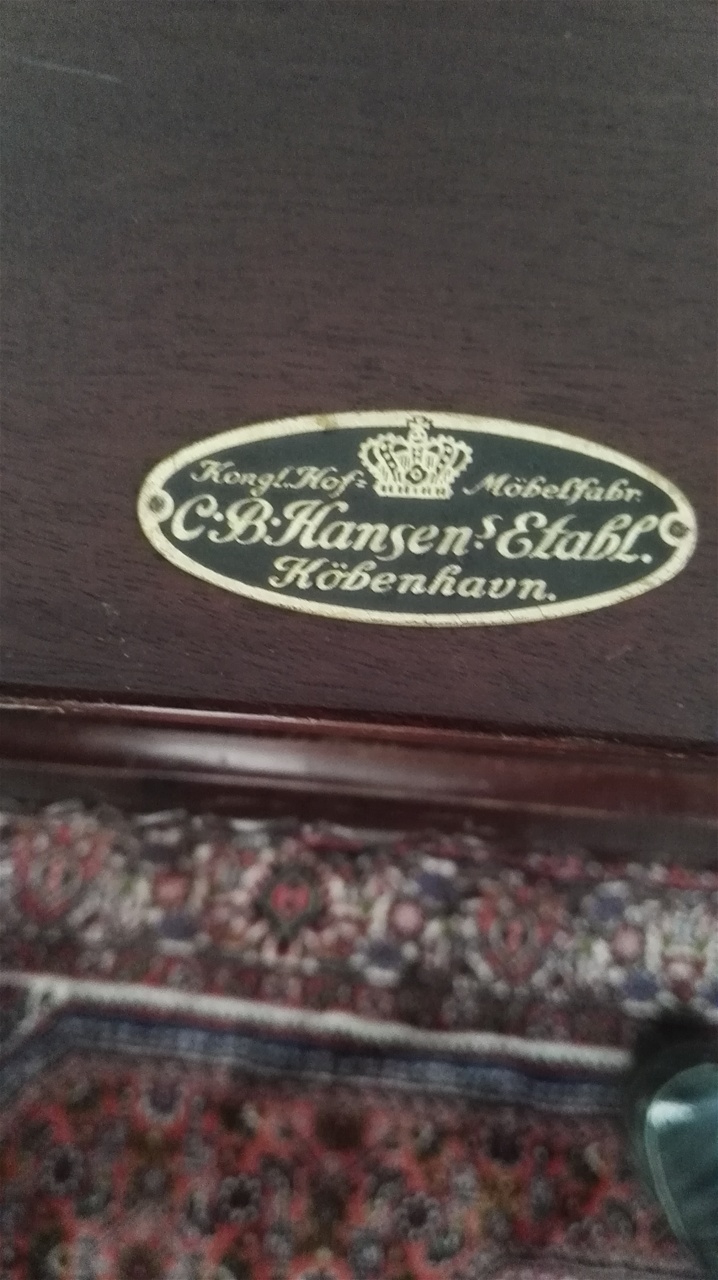 Kongl. Hof= Möbelfabr.
C.B. Hansens Etabl.
Köbenhavn.